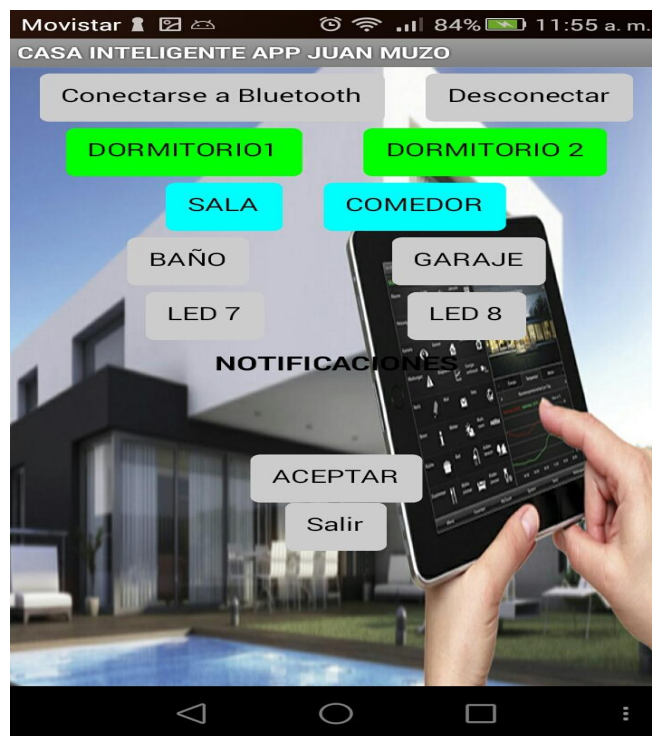 Movistar 84% 11:55 a. m.
CASA INTELIGENTE APP JUAN MUZO
Conectarse a Bluetooth Desconectar
DORMITORIO1 DORMITORIO 2
SALA COMEDOR
BAÑO GARAJE
LED 7 LED 8
NOTIFICACIONES
ACEPTAR
Salir